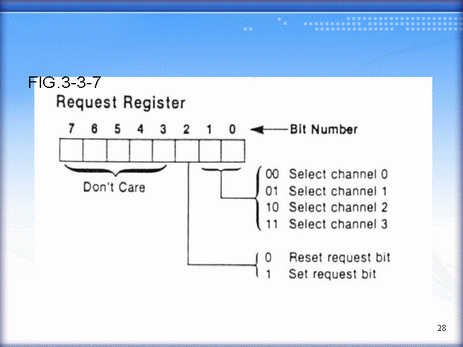 FIG.3-3-7
Request Register
7 6 5 4 3 2 1 0 Bit Number
Don't Care
00 Select channel 0
01 Select channel 1
10 Select channel 2
11 Select channel 3
0 Reset request bit
1 Set request bit
28